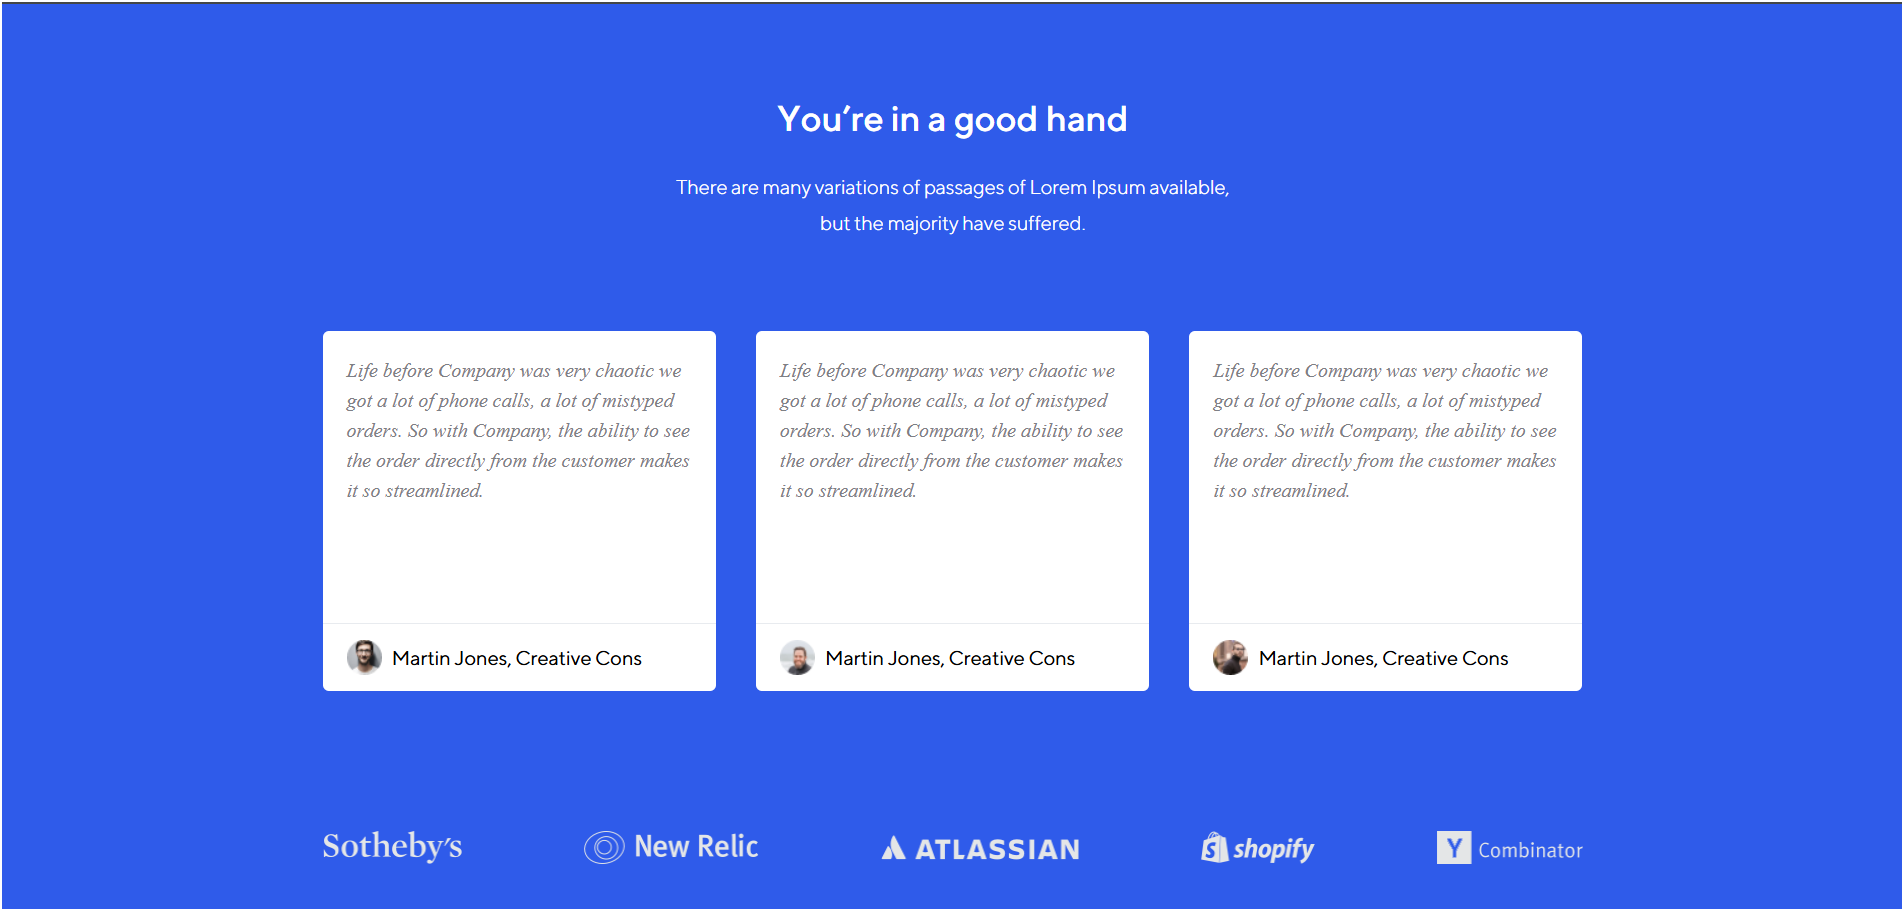 You’re in a good hand
There are many variations of passages of Lorem Ipsum available,
but the majority have suffered.
Life before Company was very chaotic we
got a lot of phone calls, a lot of mistyped
orders. So with Company, the ability to see
the order directly from the customer makes
it so streamlined.
Martin Jones, Creative Cons
Life before Company was very chaotic we
got a lot of phone calls, a lot of mistyped
orders. So with Company, the ability to see
the order directly from the customer makes
it so streamlined.
Martin Jones, Creative Cons
Life before Company was very chaotic we
got a lot of phone calls, a lot of mistyped
orders. So with Company, the ability to see
the order directly from the customer makes
it so streamlined.
Martin Jones, Creative Cons
Sotheby’s
New Relic
ATLASSIAN
shopify
Y Combinator